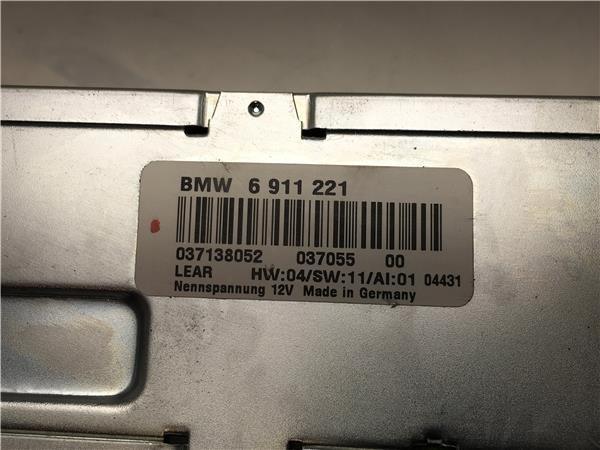 BMW 6 911 221
037138052 037055 00
LEAR HW:04/SW:11/AI:01 04431
Nennspannung 12V Made in Germany